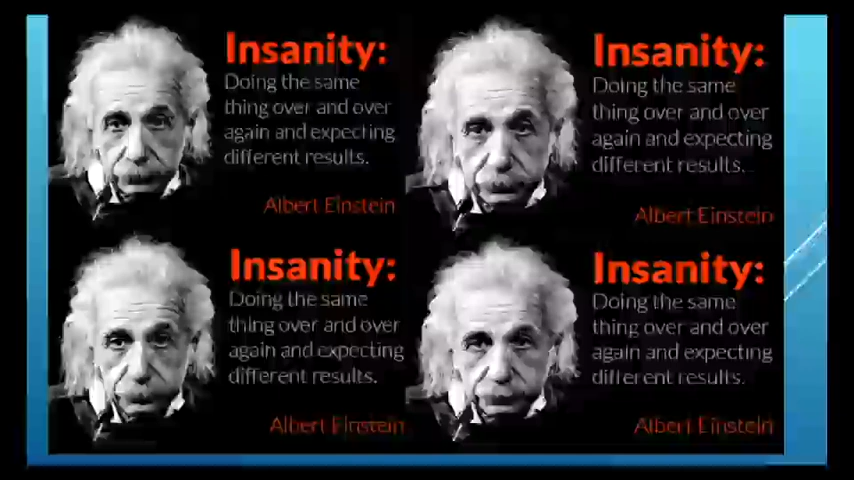 Insanity:
Doing the same
thing over and over
again and expecting
different results.
Albert Einstein
Insanity:
Doing the same
thing over and over
again and expecting
different results.
Albert Einstein
Insanity:
Doing the same
thing over and over
again and expecting
different results.
Albert Einstein
Insanity:
Doing the same
thing over and over
again and expecting
different results.
Albert Einstein